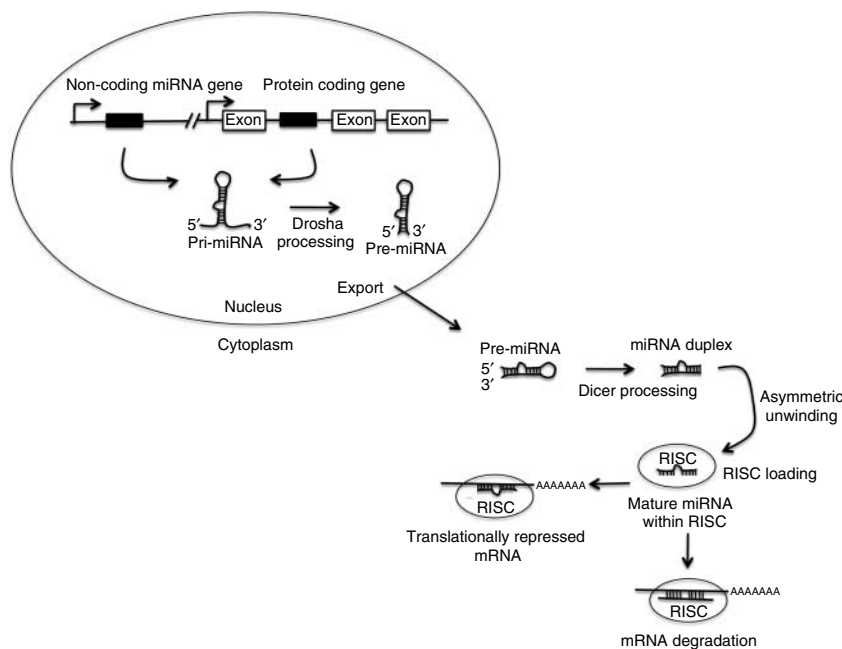 Non-coding miRNA gene
Protein coding gene
Exon
Exon
Exon
5′ 3′
Pri-miRNA
Drosha
processing
5′ 3′
Pre-miRNA
Export
Nucleus
Cytoplasm
Pre-miRNA
5′
3′
Dicer processing
miRNA duplex
Asymmetric
unwinding
RISC
RISC loading
Mature miRNA
within RISC
AAAAAAA
RISC
Translationally repressed
mRNA
AAAAAAA
RISC
mRNA degradation